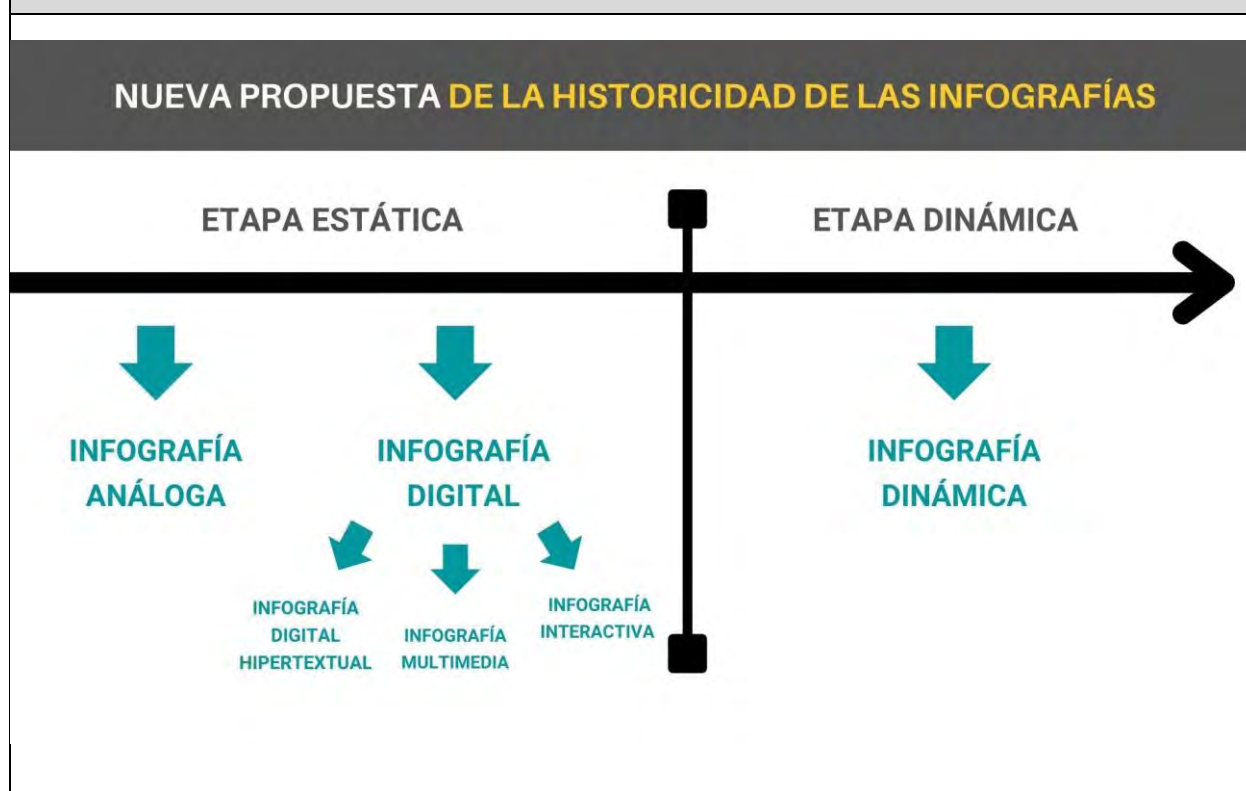 NUEVA PROPUESTA DE LA HISTORICIDAD DE LAS INFOGRAFÍAS
ETAPA ESTÁTICA
ETAPA DINÁMICA
INFOGRAFÍA
ANÁLOGA
INFOGRAFÍA
DIGITAL
INFOGRAFÍA
DIGITAL
HIPERTEXTUAL
INFOGRAFÍA
MULTIMEDIA
INFOGRAFÍA
INTERACTIVA
INFOGRAFÍA
DINÁMICA